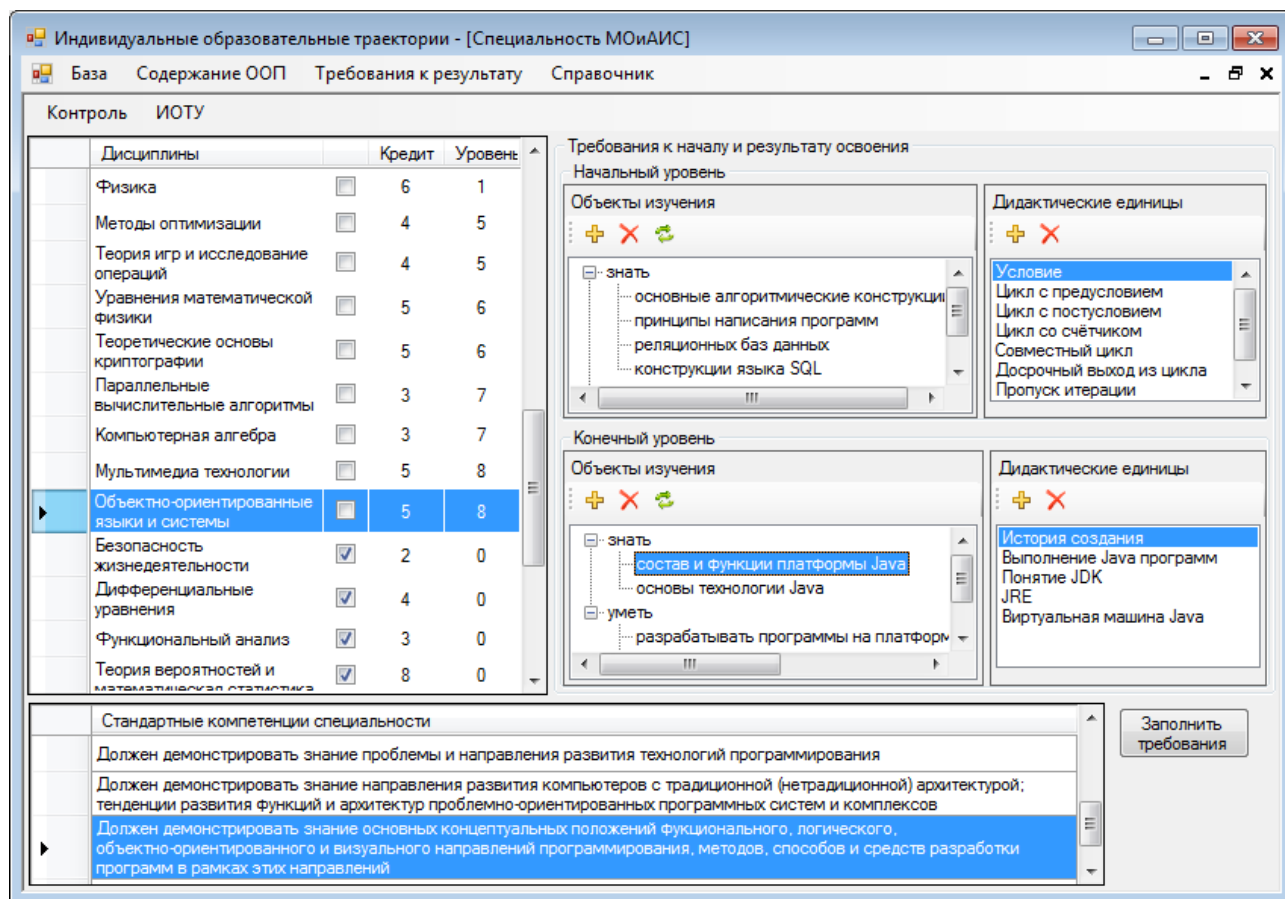 Индивидуальные образовательные траектории - [Специальность МОиАИС]
База Содержание ООП Требования к результату Справочник
Контроль ИОТУ
Дисциплины Кредит Уровень
Физика 6 1
Методы оптимизации 4 5
Теория игр и исследование
операций 4 5
Уравнения математической
физики 5 6
Теоретические основы
криптографии 5 6
Параллельные
вычислительные алгоритмы 3 7
Компьютерная алгебра 3 7
Мультимедиа технологии 5 8
Объектно-ориентированные
языки и системы 5 8
Безопасность
жизнедеятельности 2 0
Дифференциальные
уравнения 4 0
Функциональный анализ 3 0
Теория вероятностей и
математическая статистика 8 0
Требования к началу и результату освоения
Начальный уровень
Объекты изучения
знать
основные алгоритмические конструкции
принципы написания программ
реляционных баз данных
конструкции языка SQL
Дидактические единицы
Условие
Цикл с предусловием
Цикл с постусловием
Цикл со счётчиком
Совместный цикл
Досрочный выход из цикла
Пропуск итерации
Конечный уровень
Объекты изучения
знать
состав и функции платформы Java
основы технологии Java
уметь
разрабатывать программы на платформ
Дидактические единицы
История создания
Выполнение Java программ
Понятие JDK
JRE
Виртуальная машина Java
Стандартные компетенции специальности
Должен демонстрировать знание проблемы и направления развития технологий программирования
Должен демонстрировать знание направления развития компьютеров с традиционной (нетрадиционной) архитектурой;
тенденции развития функций и архитектур проблемно-ориентированных программных систем и комплексов
Должен демонстрировать знание основных концептуальных положений фукционального, логического,
объектно-ориентированного и визуального направлений программирования, методов, способов и средств разработки
программ в рамках этих направлений
Заполнить
требования